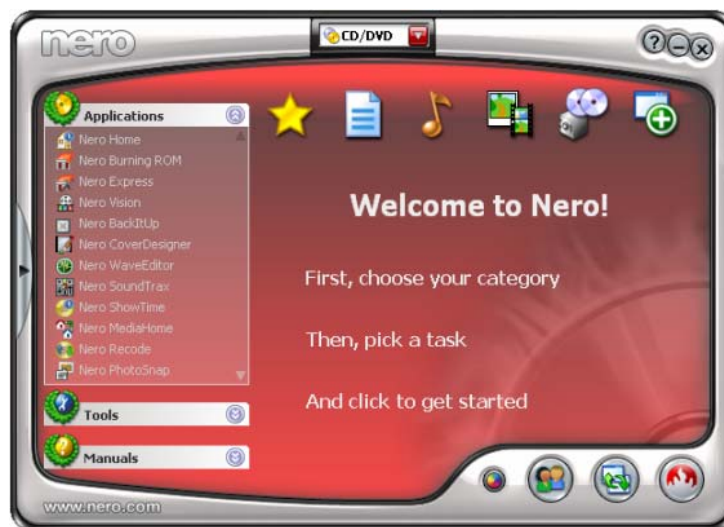 nero
CD/DVD
?
Applications
Nero Home
Nero Burning ROM
Nero Express
Nero Vision
Nero BackItUp
Nero CoverDesigner
Nero WaveEditor
Nero SoundTrax
Nero ShowTime
Nero MediaHome
Nero Recode
Nero PhotoSnap
Tools
Manuals
Welcome to Nero!
First, choose your category
Then, pick a task
And click to get started
www.nero.com